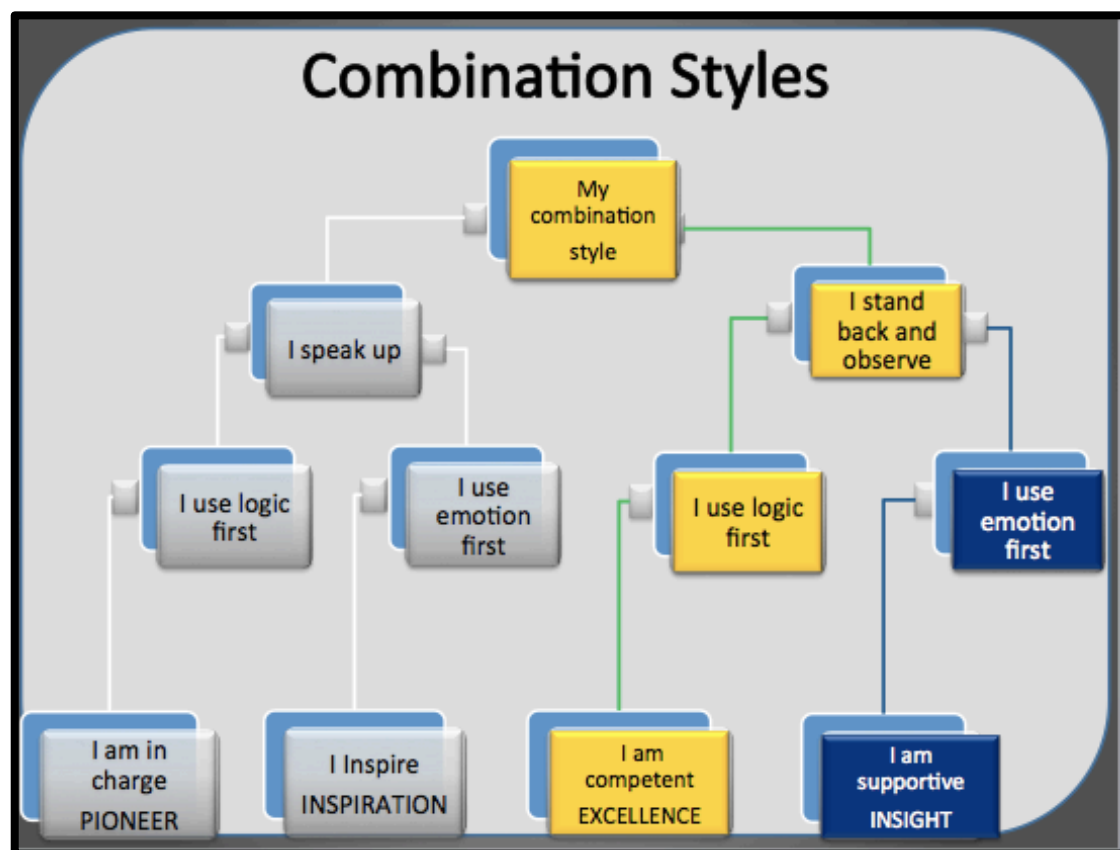 Combination Styles
My
combination
style
I speak up
I stand
back and
observe
I use logic
first
I use
emotion
first
I use logic
first
I use
emotion
first
I am in
charge
PIONEER
I Inspire
INSPIRATION
I am
competent
EXCELLENCE
I am
supportive
INSIGHT